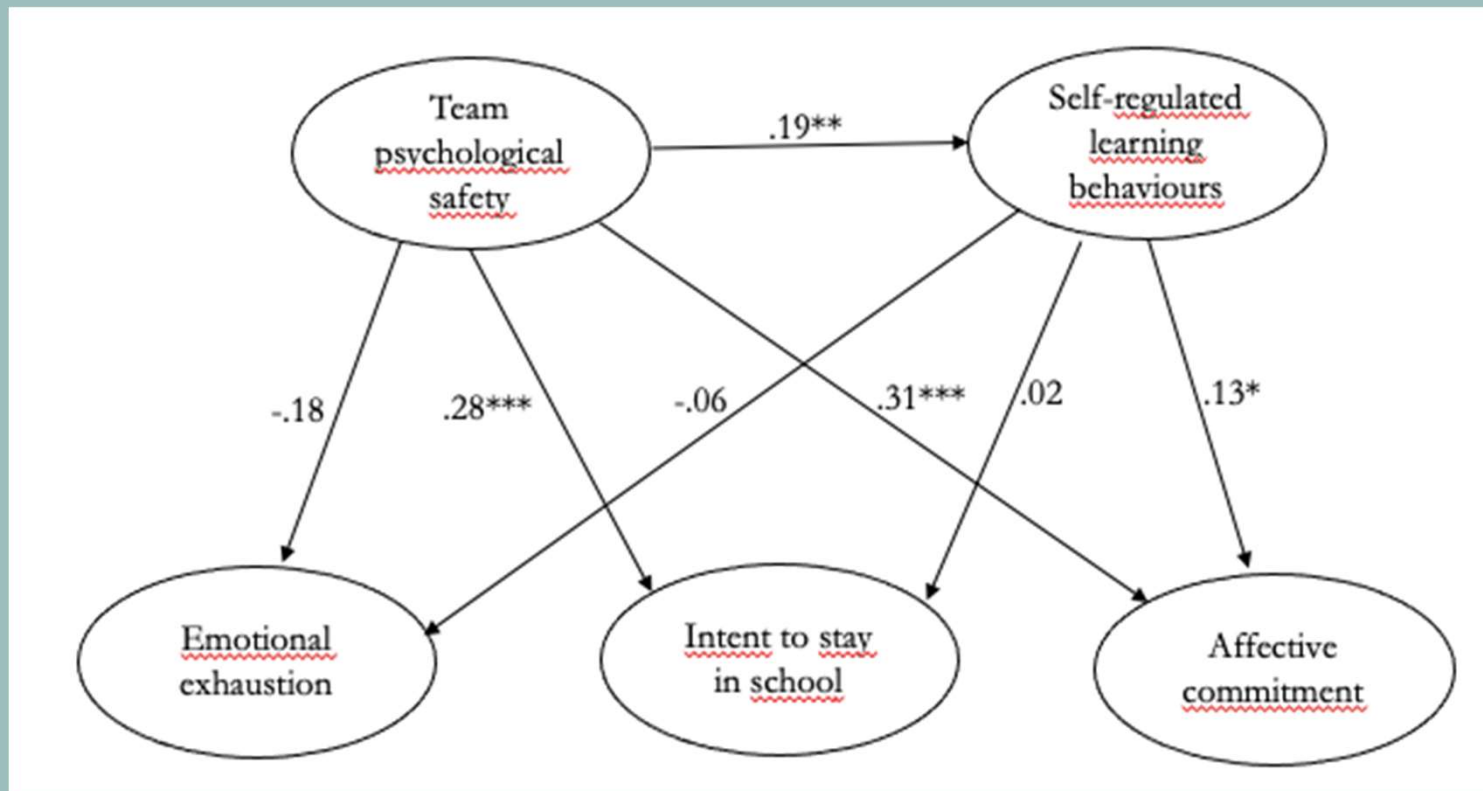 Team
psychological
safety
Self-regulated
learning
behaviours
.19**
-.18
.28***
-.06
.31***
.02
.13*
Emotional
exhaustion
Intent to stay
in school
Affective
commitment